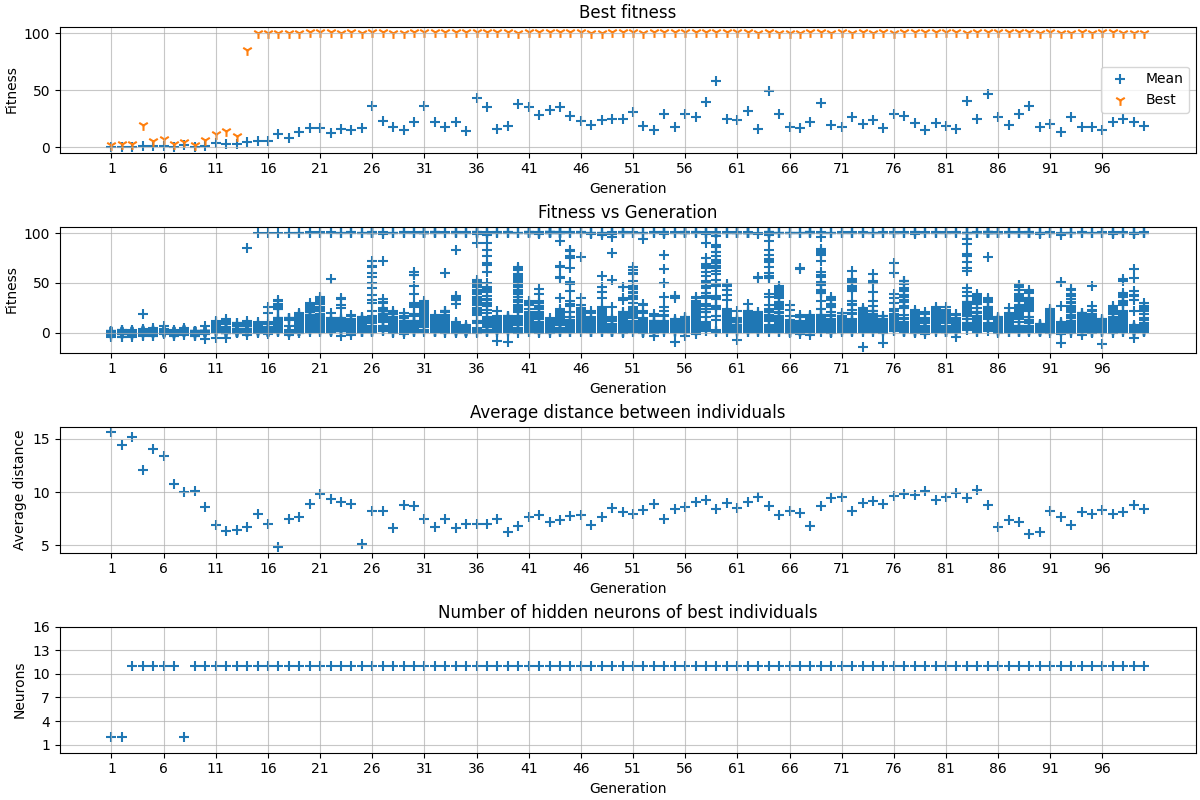 Best fitness
100
50
0
Fitness
Mean
Best
1 6 11 16 21 26 31 36 41 46 51 56 61 66 71 76 81 86 91 96
Generation
Fitness vs Generation
100
50
0
Fitness
1 6 11 16 21 26 31 36 41 46 51 56 61 66 71 76 81 86 91 96
Generation
Average distance between individuals
15
10
5
Average distance
1 6 11 16 21 26 31 36 41 46 51 56 61 66 71 76 81 86 91 96
Generation
Number of hidden neurons of best individuals
16
13
10
7
4
1
Neurons
1 6 11 16 21 26 31 36 41 46 51 56 61 66 71 76 81 86 91 96
Generation